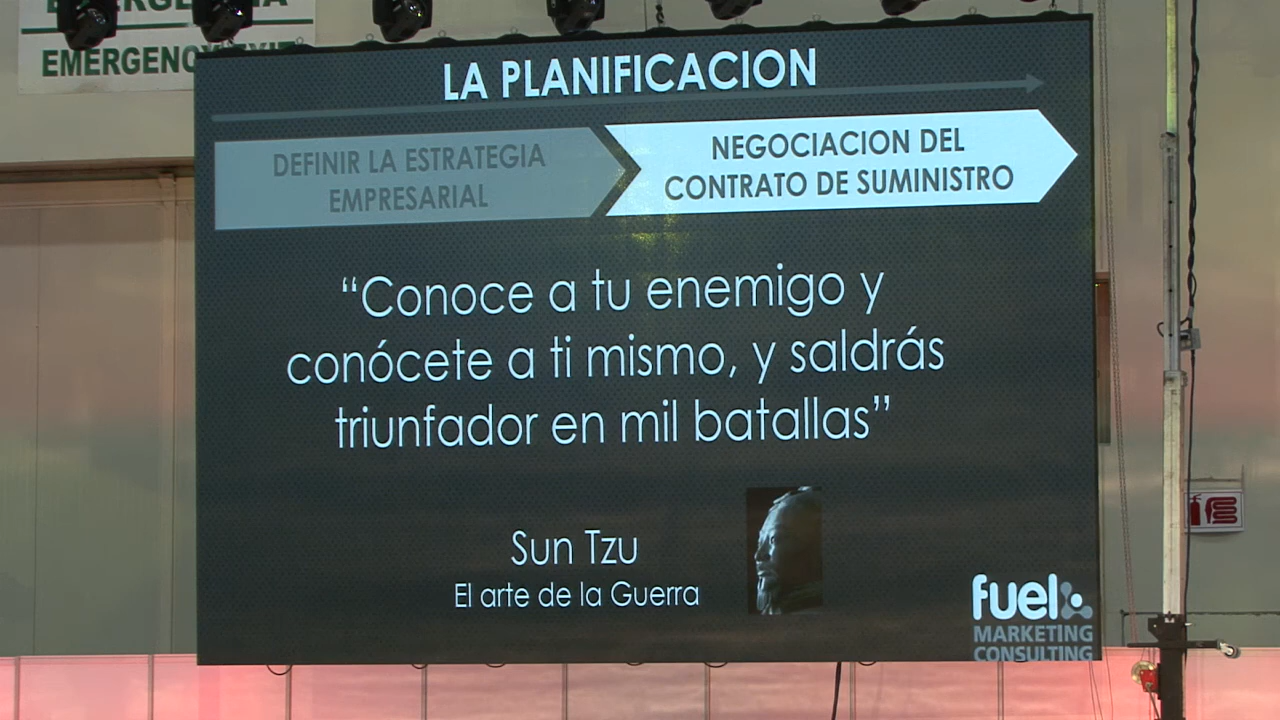 EMERGENCY EXIT
LA PLANIFICACION
DEFINIR LA ESTRATEGIA
EMPRESARIAL
NEGOCIACION DEL
CONTRATO DE SUMINISTRO
“Conoce a tu enemigo y
conócete a ti mismo, y saldrás
triunfador en mil batallas”
Sun Tzu
El arte de la Guerra
fuel
MARKETING
CONSULTING